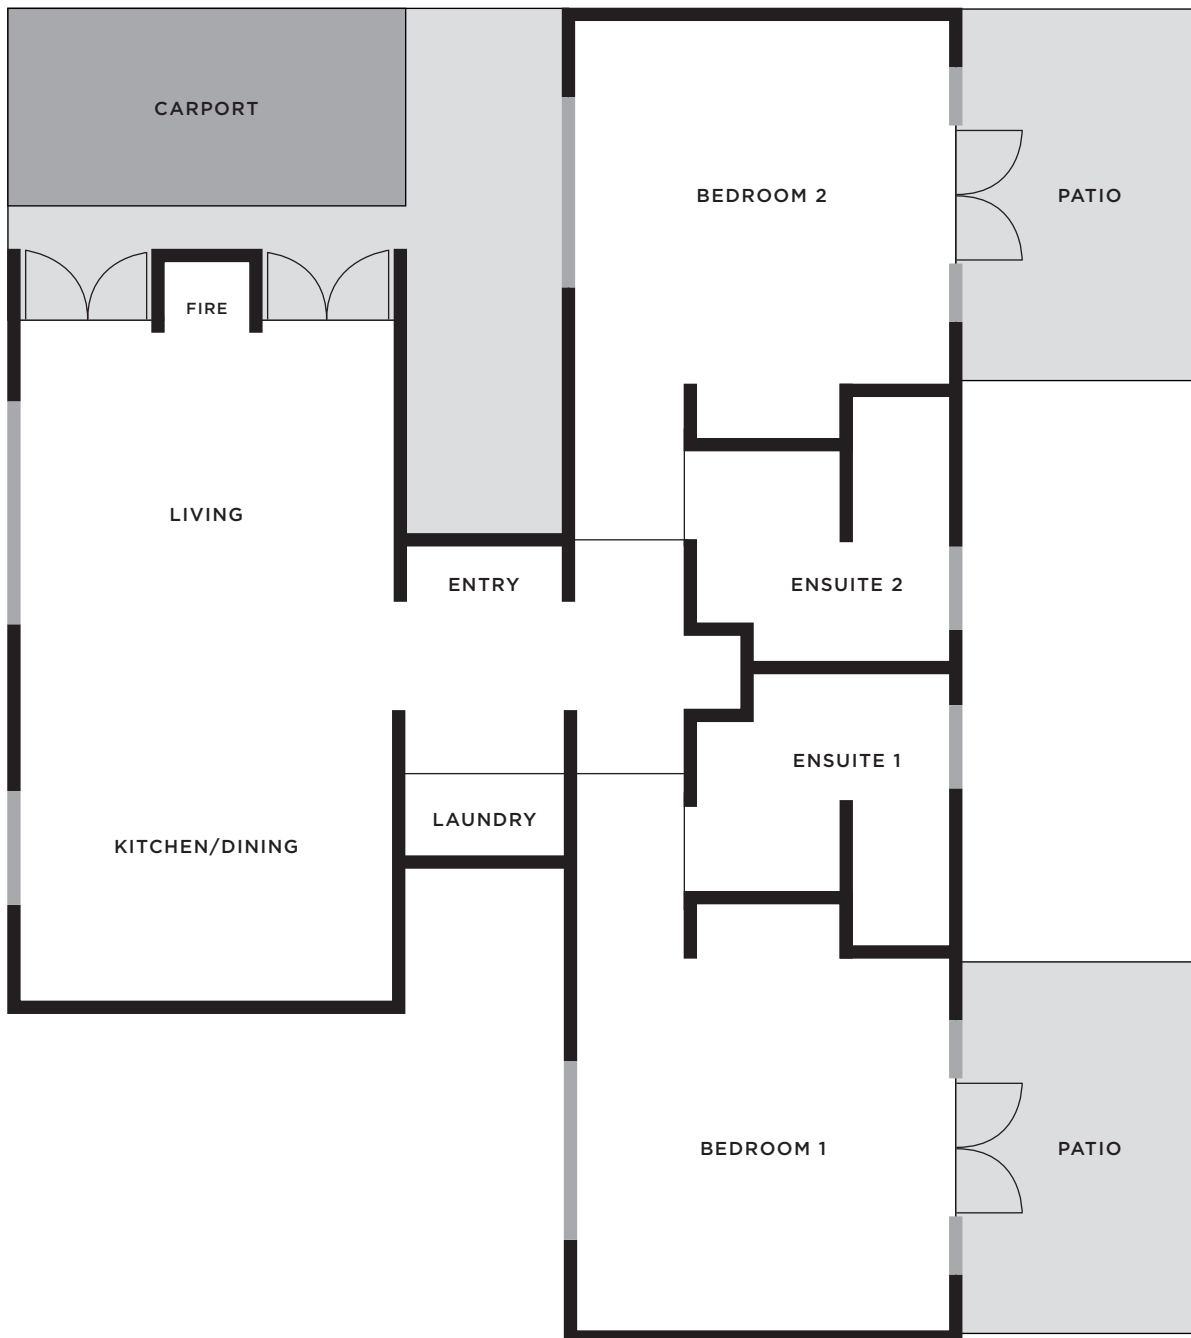 CARPORT
BEDROOM 2
PATIO
FIRE
LIVING
ENTRY
ENSUITE 2
ENSUITE 1
LAUNDRY
KITCHEN/DINING
BEDROOM 1
PATIO